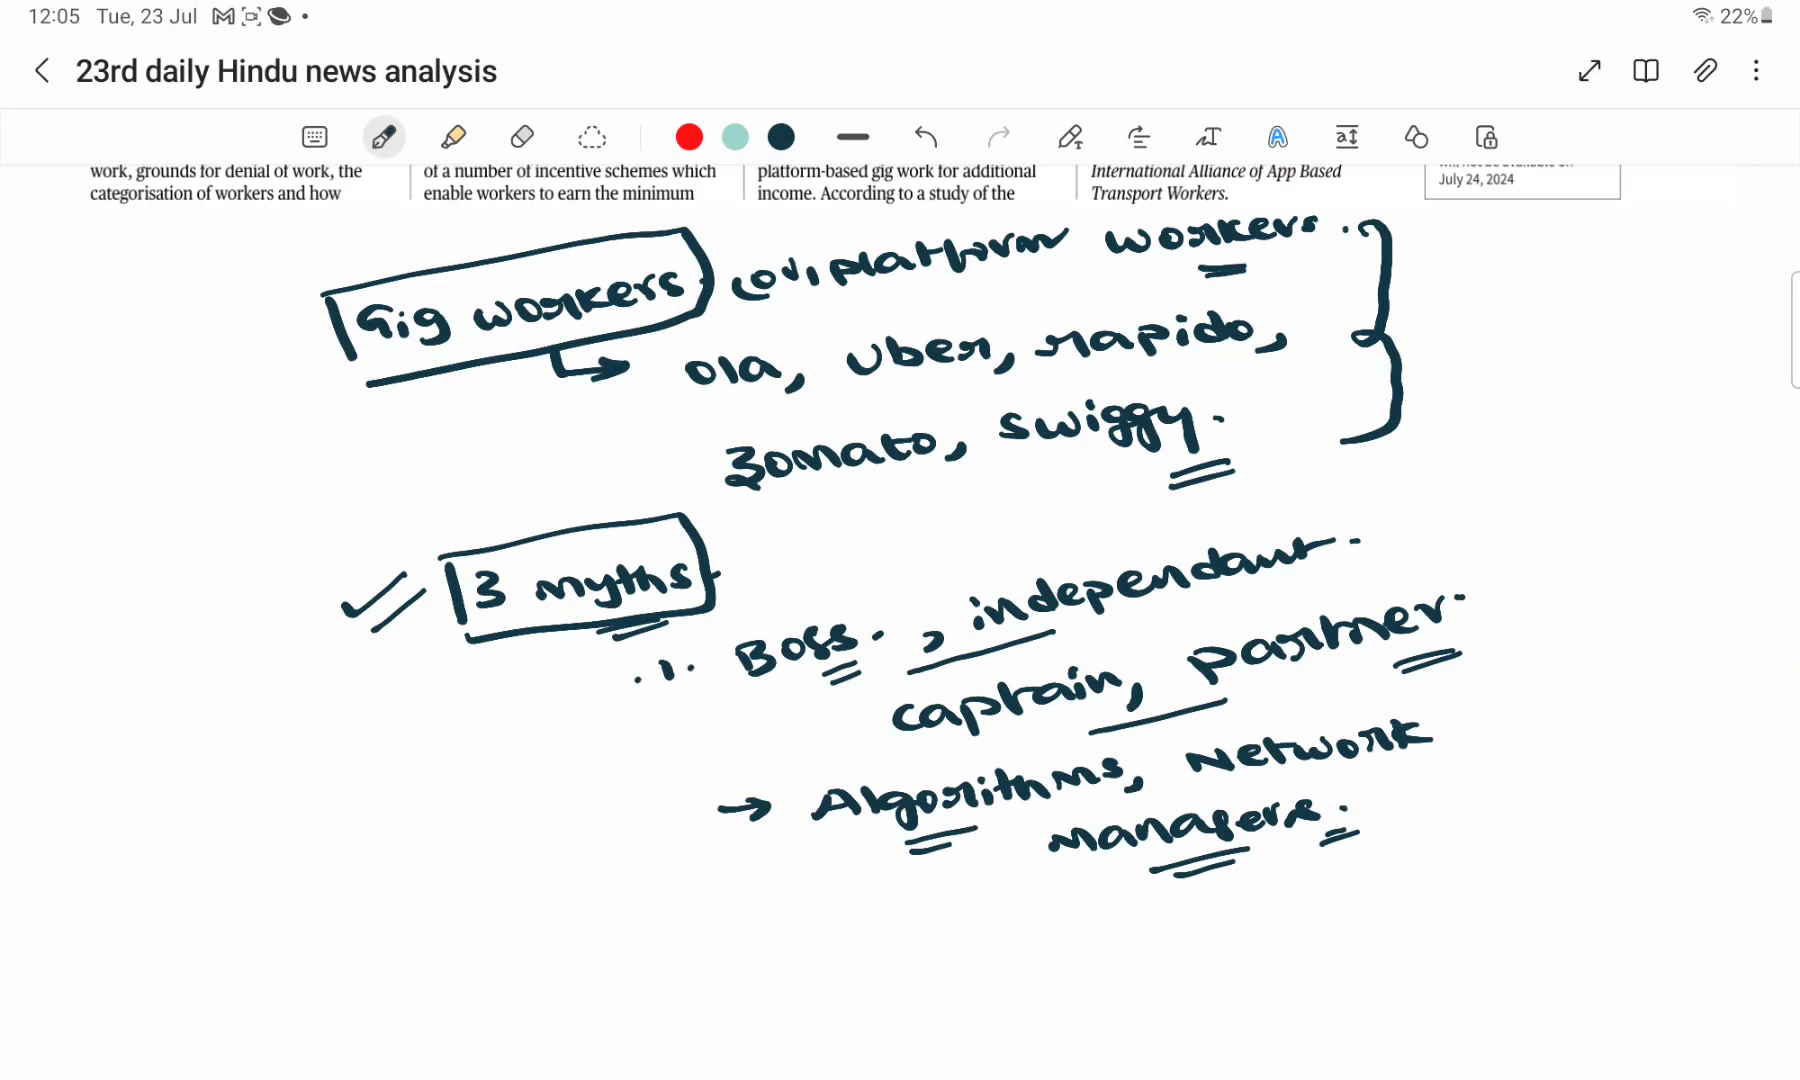 12:05 Tue, 23 Jul
22%
23rd daily Hindu news analysis
work, grounds for denial of work, the
categorisation of workers and how
of a number of incentive schemes which
enable workers to earn the minimum
platform-based gig work for additional
income. According to a study of the
International Alliance of App Based
Transport Workers.
July 24, 2024
Gig workers (or) platform workers.
→ ola, Uber, rapido,
zomato, swiggy.
3 myths
1. Boss, independant
captain, partner
→ Algorithms, Network
managers.